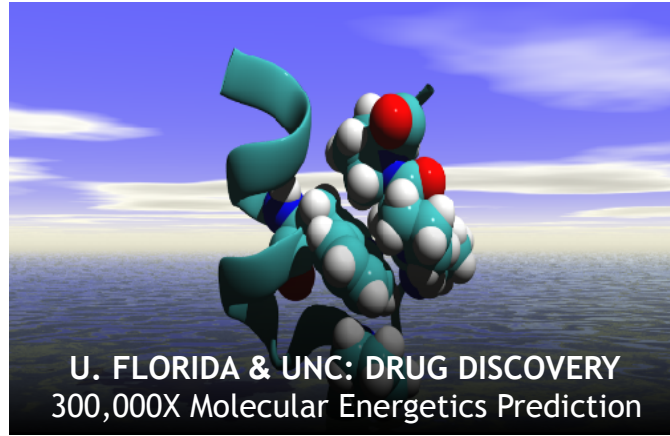 U. FLORIDA & UNC: DRUG DISCOVERY
300,000X Molecular Energetics Prediction